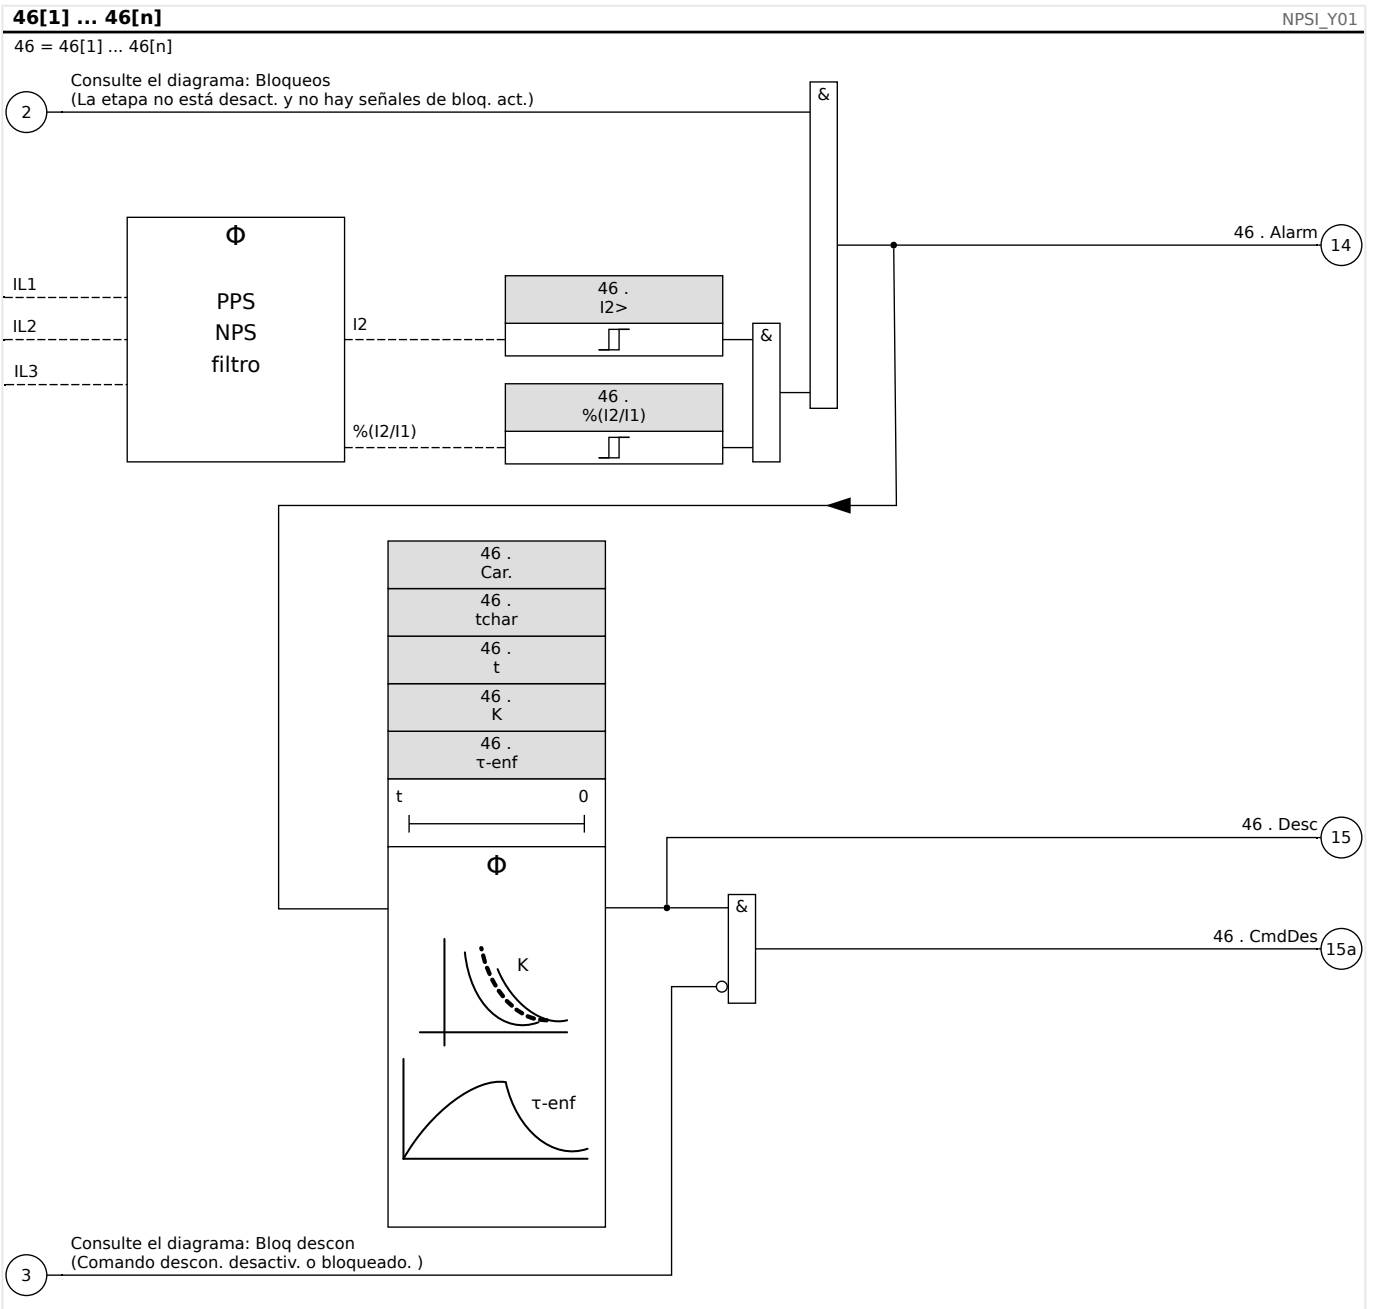 46[1] ... 46[n]
NPSI_Y01
46 = 46[1] ... 46[n]
Consulte el diagrama: Bloqueos
(La etapa no está desact. y no hay señales de bloq. act.)
2
&
Φ
46 . Alarm
14
IL1
PPS
46 .
I2>
IL2
NPS
I2
&
IL3
filtro
46 .
%(I2/I1)
%(I2/I1)
46 .
Car.
46 .
tchar
46 .
t
46 .
K
46 .
τ-enf
t
0
46 . Desc
15
Φ
&
46 . CmdDes
15a
K
τ-enf
Consulte el diagrama: Bloq descon
(Comando descon. desactiv. o bloqueado. )
3